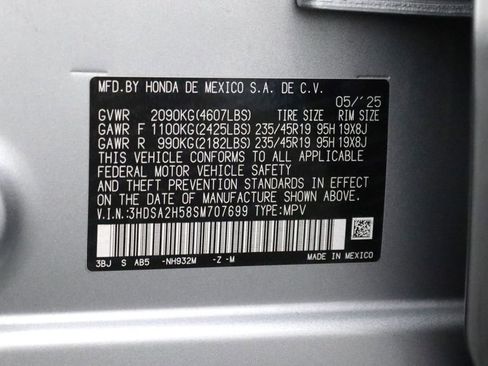 MFD. BY HONDA DE MEXICO S.A. DE C.V.
05/'25
GVWR 2090KG(4607LBS) TIRE SIZE RIM SIZE
GAWR F 1100KG(2425LBS) 235/45R19 95H 19X8J
GAWR R 990KG(2182LBS) 235/45R19 95H 19X8J
THIS VEHICLE CONFORMS TO ALL APPLICABLE
FEDERAL MOTOR VEHICLE SAFETY
AND THEFT PREVENTION STANDARDS IN EFFECT
ON THE DATE OF MANUFACTURE SHOWN ABOVE.
V.I.N.:3HDSA2H58SM707699 TYPE:MPV
3BJ S AB5 -NH932M -Z -M
MADE IN MEXICO